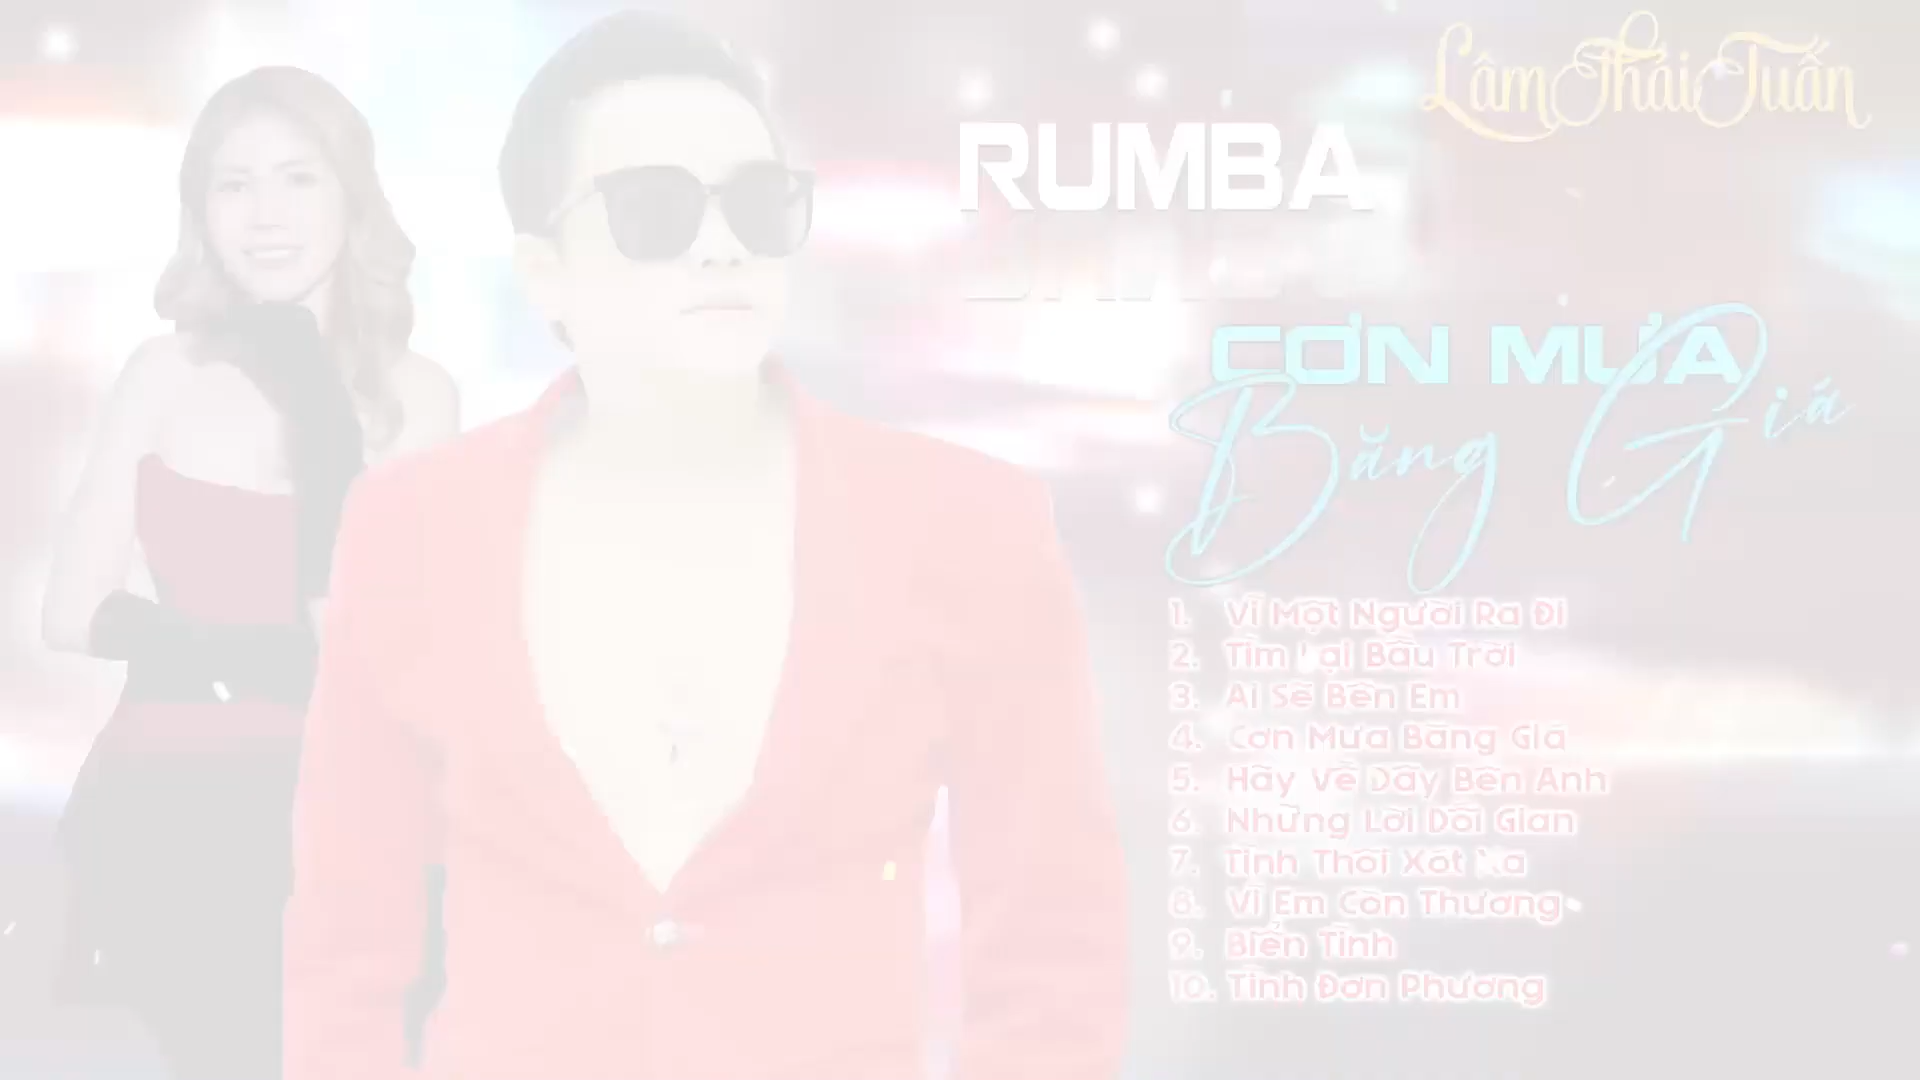 Lâm Thái Tuấn
RUMBA
CƠN MƯA
Băng Giá
1. Vì Một Người Ra Đi
2. Tìm Lại Bầu Trời
3. Ai Sẽ Bên Em
4. Cơn Mưa Băng Giá
5. Hãy Về Đây Bên Anh
6. Những Lời Dối Gian
7. Tình Thôi Xót Xa
8. Vì Em Còn Thương
9. Biển Tình
10. Tình Đơn Phương